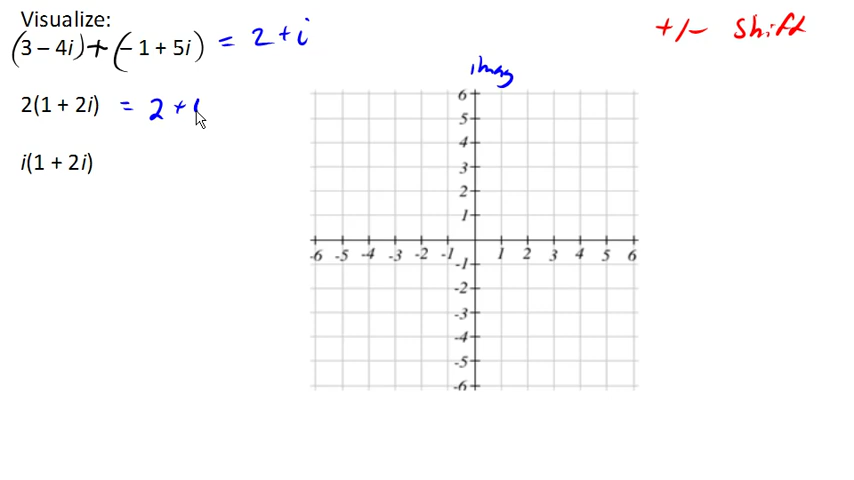 Visualize:
(3 – 4i) + (– 1 + 5i) = 2 + i
+/- Shift
imag
2(1 + 2i) = 2 +
i(1 + 2i)
6
5
4
3
2
1
-6 -5 -4 -3 -2 -1 1 2 3 4 5 6
-1
-2
-3
-4
-5
-6